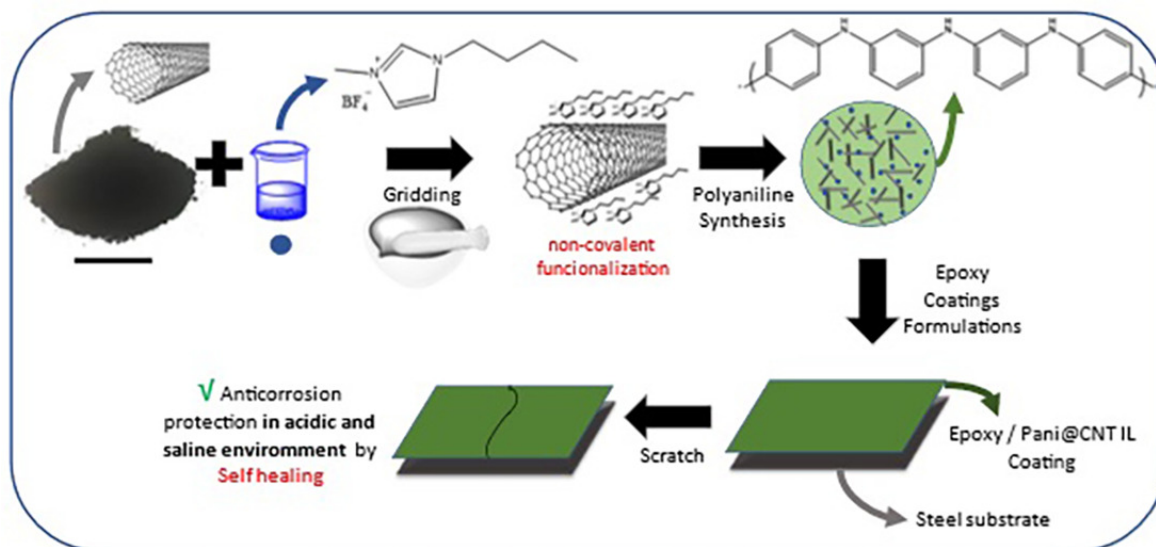 H
N
H
N
H
N
N
+
N
BF4−
Gridding
non-covalent
funcionalization
Polyaniline
Synthesis
Epoxy
Coatings
Formulations
√ Anticorrosion
protection in acidic and
saline enviromment by
Self healing
Scratch
Epoxy / Pani@CNT IL
Coating
Steel substrate